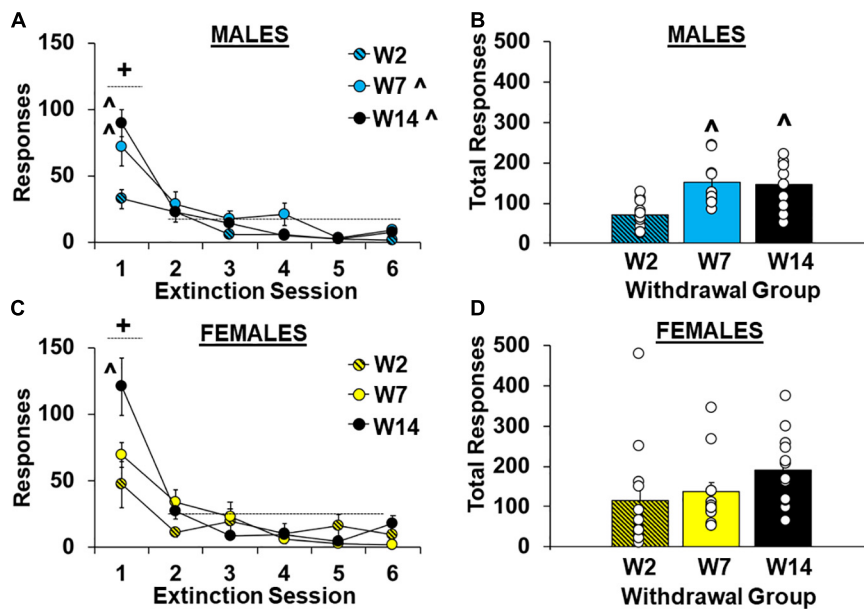 A
MALES
150
100
50
0
Responses
+
^
^
W2
W7 ^
W14 ^
1 2 3 4 5 6
Extinction Session
B
MALES
500
400
300
200
100
0
Total Responses
^ ^
W2 W7 W14
Withdrawal Group
C
FEMALES
150
100
50
0
Responses
+
^
W2
W7
W14
1 2 3 4 5 6
Extinction Session
D
FEMALES
500
400
300
200
100
0
Total Responses
W2 W7 W14
Withdrawal Group